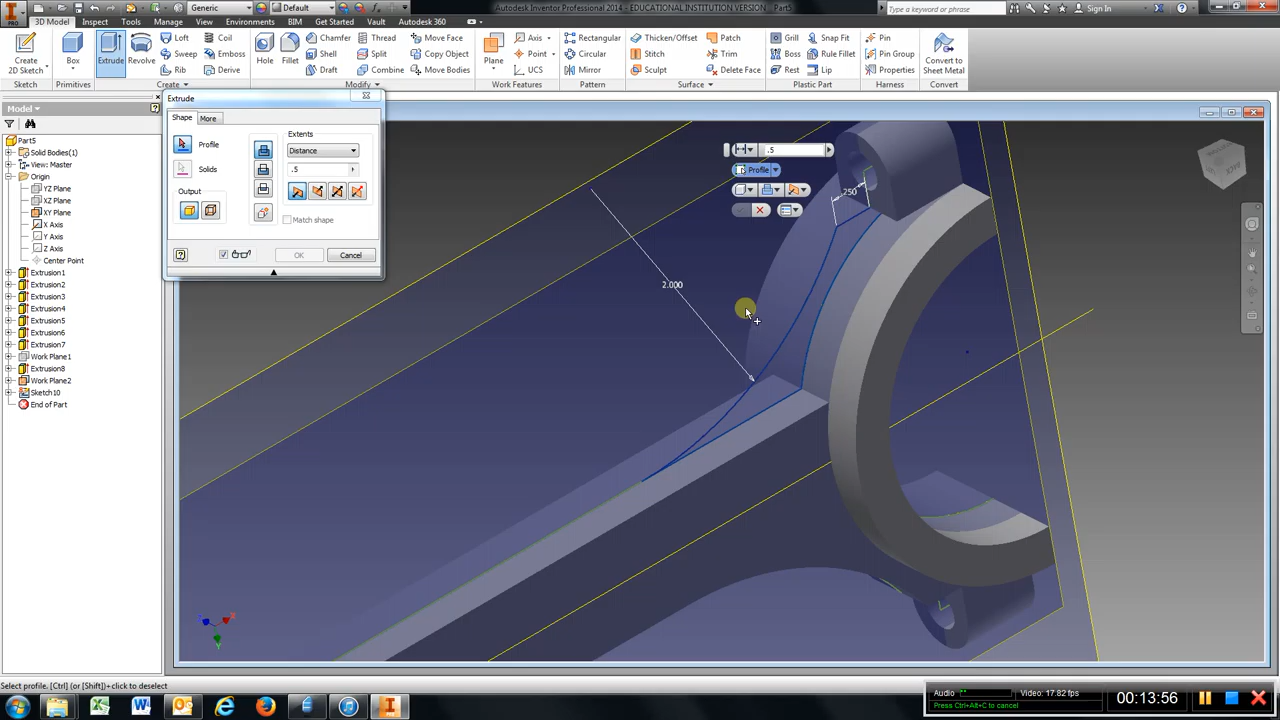 PRO
Generic
Default
Autodesk Inventor Professional 2014 - EDUCATIONAL INSTITUTION VERSION Part5
Type a keyword or phrase
Sign In
3D Model
Inspect
Tools
Manage
View
Environments
BIM
Get Started
Vault
Autodesk 360
Create
2D Sketch
Box
Extrude
Revolve
Loft
Sweep
Rib
Coil
Emboss
Derive
Hole
Fillet
Chamfer
Shell
Draft
Thread
Split
Combine
Move Face
Copy Object
Move Bodies
Plane
Axis
Point
UCS
Rectangular
Circular
Mirror
Thicken/Offset
Stitch
Sculpt
Patch
Trim
Delete Face
Grill
Boss
Rest
Snap Fit
Rule Fillet
Lip
Pin
Pin Group
Properties
Convert to
Sheet Metal
Sketch
Primitives
Create
Modify
Work Features
Pattern
Surface
Plastic Part
Harness
Convert
Model
Part5
Solid Bodies(1)
View: Master
Origin
YZ Plane
XZ Plane
XY Plane
X Axis
Y Axis
Z Axis
Center Point
Extrusion1
Extrusion2
Extrusion3
Extrusion4
Extrusion5
Extrusion6
Extrusion7
Work Plane1
Extrusion8
Work Plane2
Sketch10
End of Part
Extrude
Shape
More
Profile
Solids
Output
Extents
Distance
.5
Match shape
OK
Cancel
.5
Profile
.250
2.000
Select profile, [Ctrl] (or [Shift])+click to deselect
Audio
Video: 17.82 fps
Press Ctrl+Alt+C to cancel
00:13:56